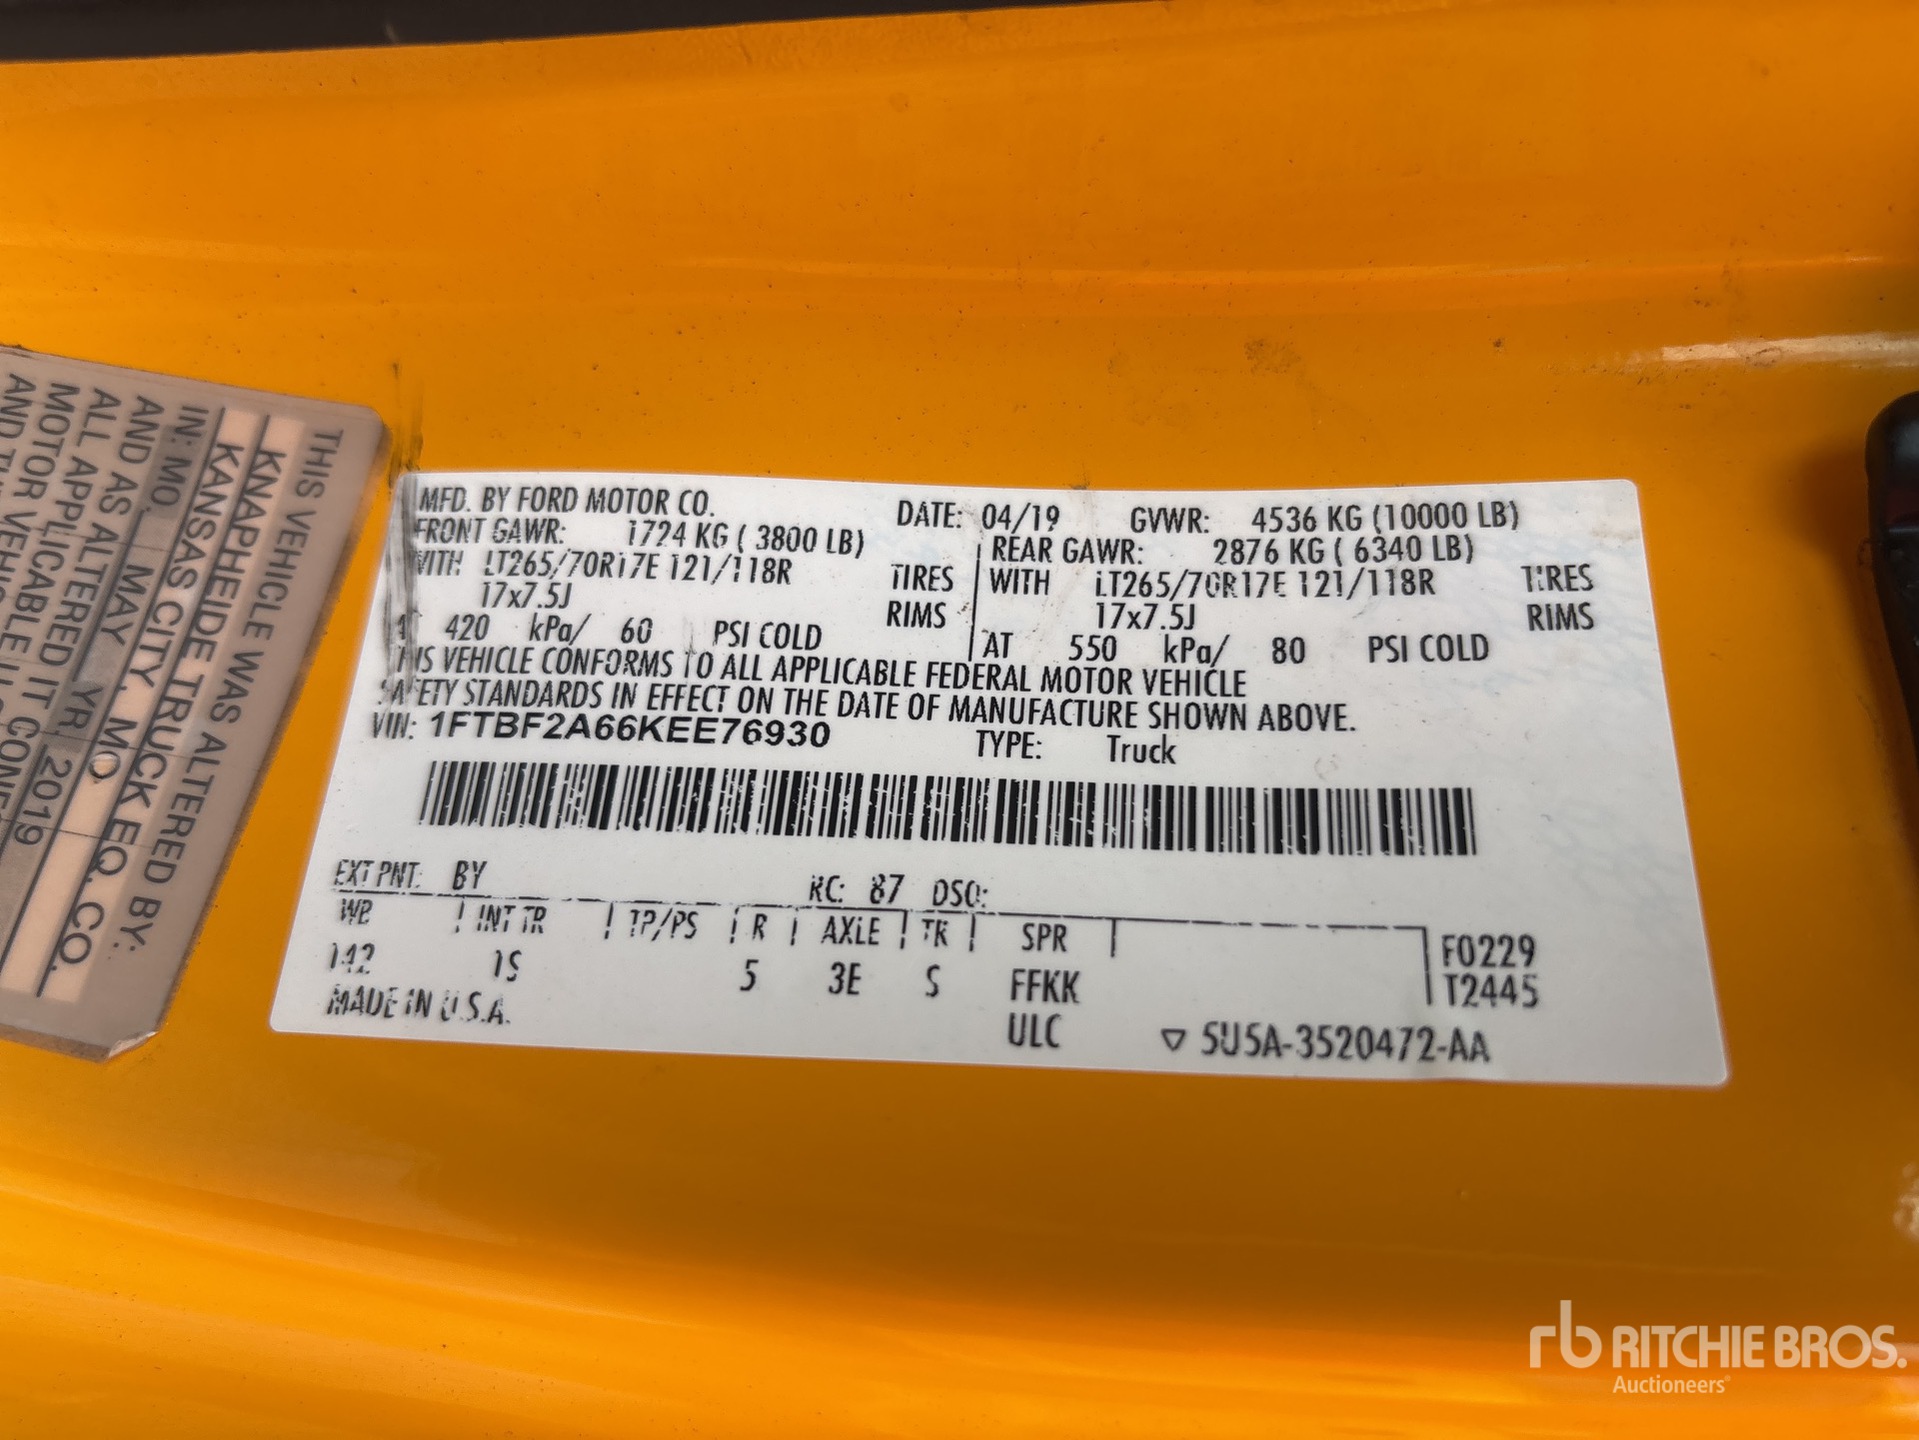 THIS VEHICLE WAS ALTERED BY:
KNAPHEIDE TRUCK EQ. CO.
KANSAS CITY, MO
IN: MO. MAY YR. 2019
AND AS ALTERED IT
ALL APPLICABLE
MOTOR VEHICLE
AND
MFD. BY FORD MOTOR CO. DATE: 04/19 GVWR: 4536 KG (10000 LB)
FRONT GAWR: 1724 KG ( 3800 LB) REAR GAWR: 2876 KG ( 6340 LB)
WITH LT265/70R17E 121/118R TIRES WITH LT265/70R17E 121/118R TIRES
17x7.5J RIMS 17x7.5J RIMS
AT 420 kPa/ 60 PSI COLD AT 550 kPa/ 80 PSI COLD
THIS VEHICLE CONFORMS TO ALL APPLICABLE FEDERAL MOTOR VEHICLE
SAFETY STANDARDS IN EFFECT ON THE DATE OF MANUFACTURE SHOWN ABOVE.
VIN: 1FTBF2A66KEE76930 TYPE: Truck
EXT PNT: BY RC: 87 DSO:
WB INT TR TP/PS R AXLE TR SPR F0229
142 1S 5 3E S FFKK T2445
MADE IN U.S.A. ULC ▽ 5U5A-3520472-AA
rb RITCHIE BROS.
Auctioneers